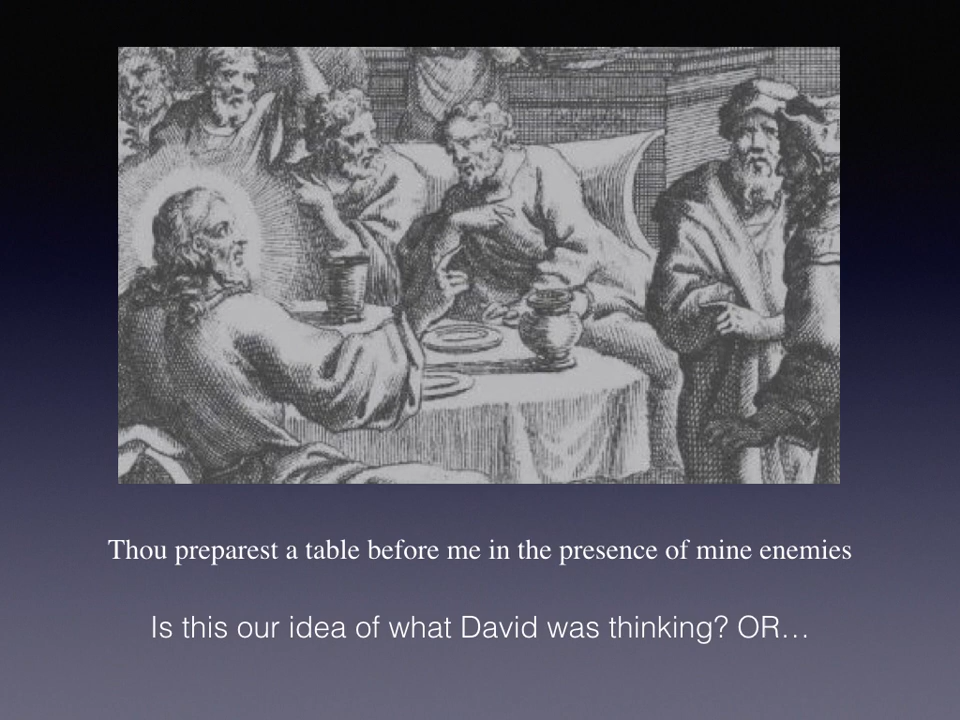 Thou preparest a table before me in the presence of mine enemies
Is this our idea of what David was thinking? OR…